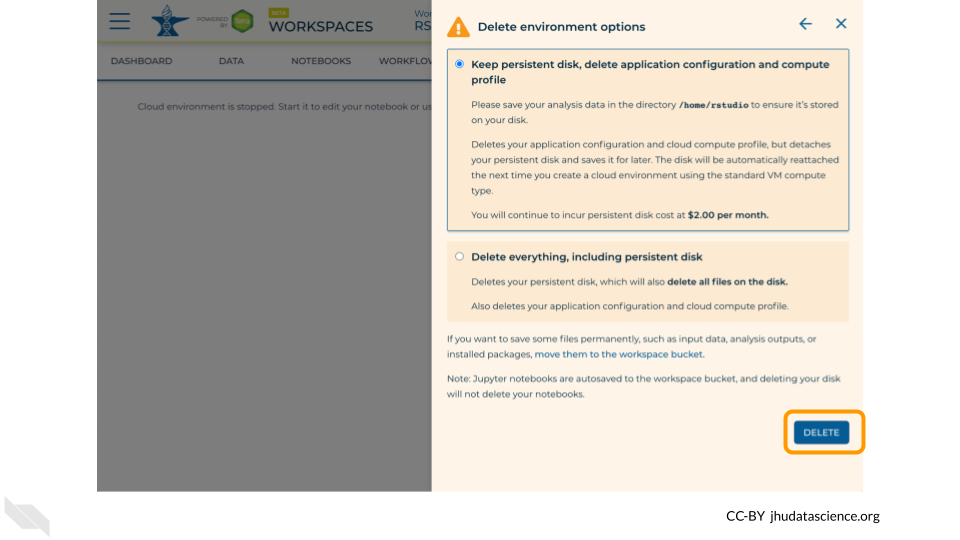 POWERED
BY
Terra
BETA
WORKSPACES
Wor
RS
DASHBOARD DATA NOTEBOOKS WORKFLOW
Cloud environment is stopped. Start it to edit your notebook or us
Delete environment options
Keep persistent disk, delete application configuration and compute
profile
Please save your analysis data in the directory /home/rstudio to ensure it's stored
on your disk.
Deletes your application configuration and cloud compute profile, but detaches
your persistent disk and saves it for later. The disk will be automatically reattached
the next time you create a cloud environment using the standard VM compute
type.
You will continue to incur persistent disk cost at $2.00 per month.
Delete everything, including persistent disk
Deletes your persistent disk, which will also delete all files on the disk.
Also deletes your application configuration and cloud compute profile.
If you want to save some files permanently, such as input data, analysis outputs, or
installed packages, move them to the workspace bucket.
Note: Jupyter notebooks are autosaved to the workspace bucket, and deleting your disk
will not delete your notebooks.
DELETE
CC-BY jhudatascience.org